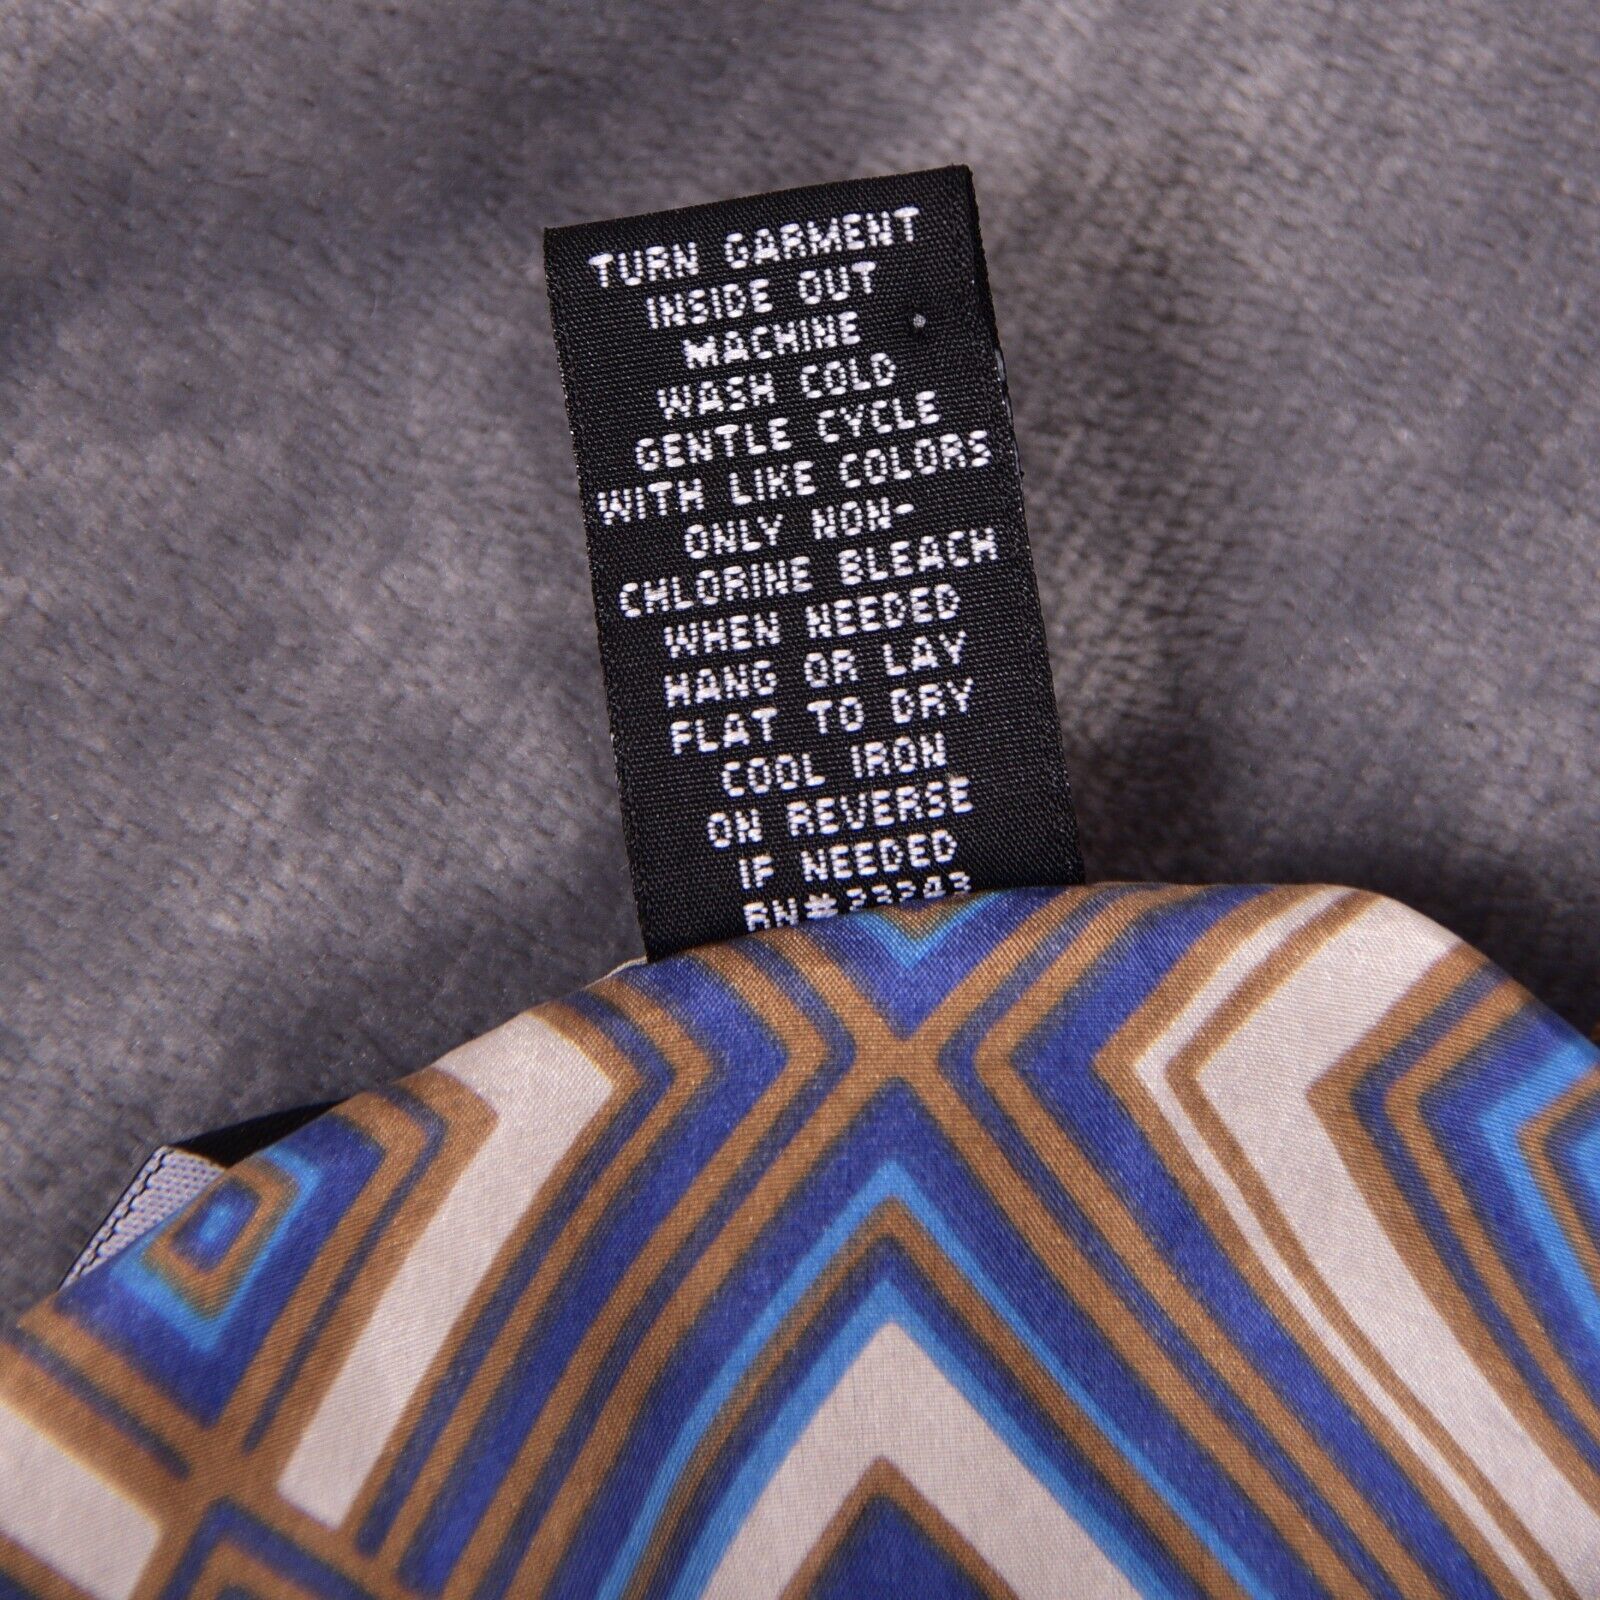 TURN GARMENT
INSIDE OUT
MACHINE
WASH COLD
GENTLE CYCLE
WITH LIKE COLORS
ONLY NON-
CHLORINE BLEACH
WHEN NEEDED
HANG OR LAY
FLAT TO DRY
COOL IRON
ON REVERSE
IF NEEDED